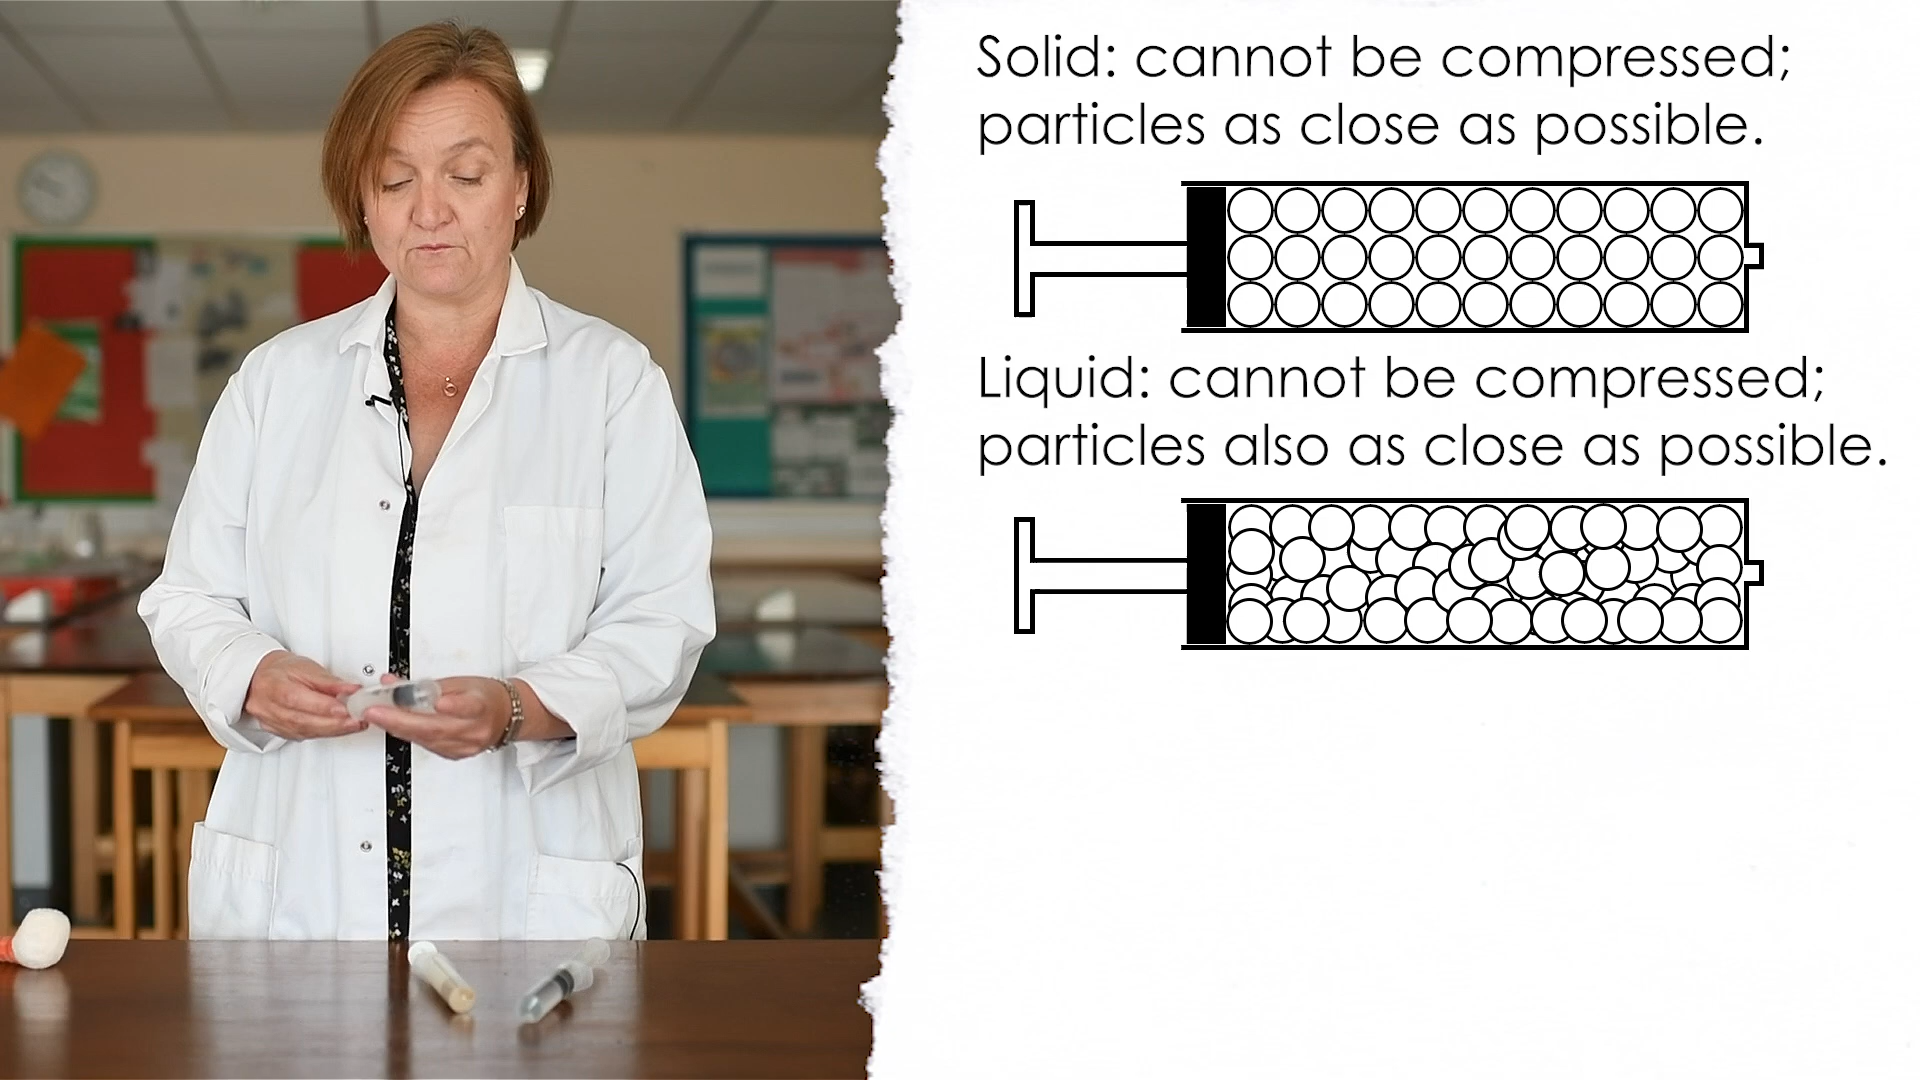 Solid: cannot be compressed;
particles as close as possible.
Liquid: cannot be compressed;
particles also as close as possible.